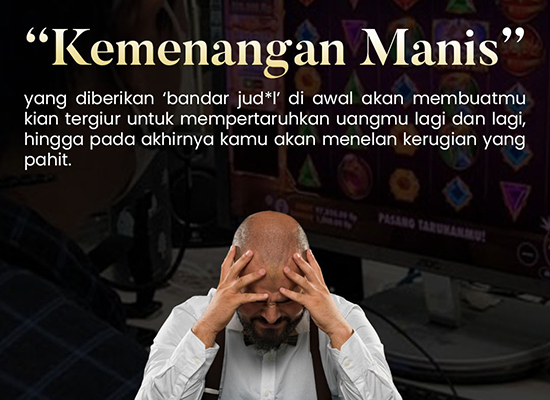 “Kemenangan Manis”
yang diberikan ‘bandar jud*l’ di awal akan membuatmu
kian tergiur untuk mempertaruhkan uangmu lagi dan lagi,
hingga pada akhirnya kamu akan menelan kerugian yang
pahit.
PASANG TARUHANMU!